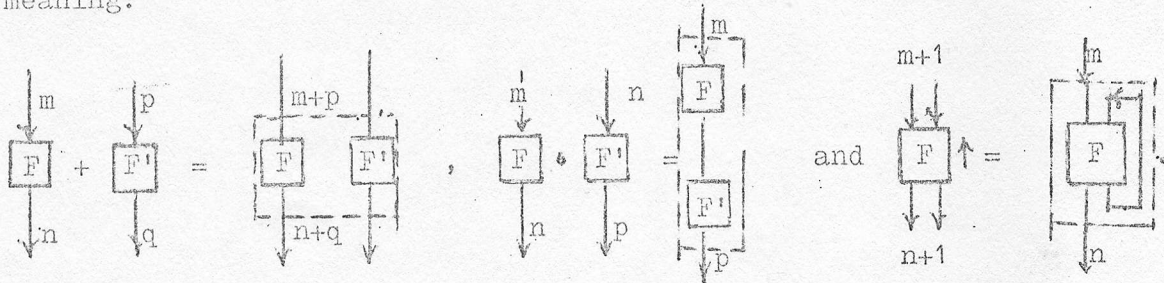 meaning:
m p m+p m n m m+1 m
F + F' = F F' , F • F' = F F' and F ↑ = F .
n q n+q n p p n+1 n